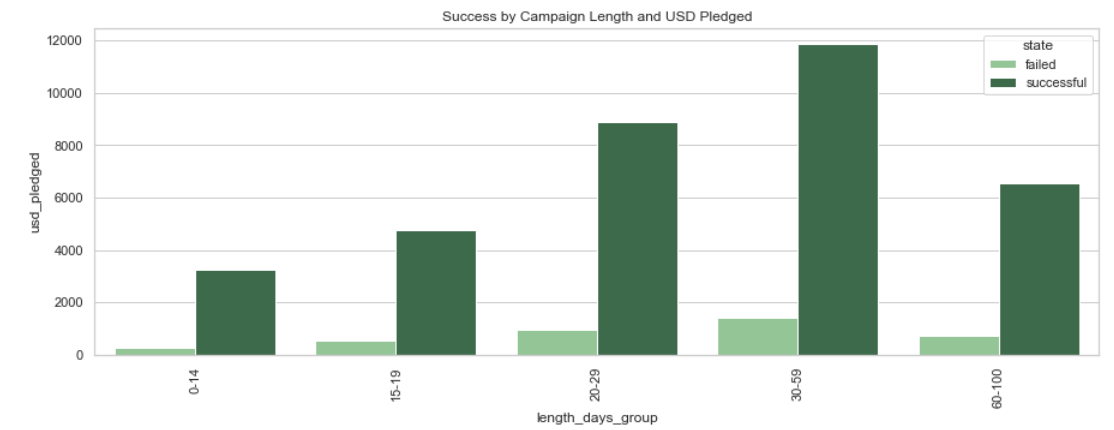 Success by Campaign Length and USD Pledged
12000
10000
8000
6000
4000
2000
0
usd_pledged
state
failed
successful
0-14
15-19
20-29
30-59
60-100
length_days_group